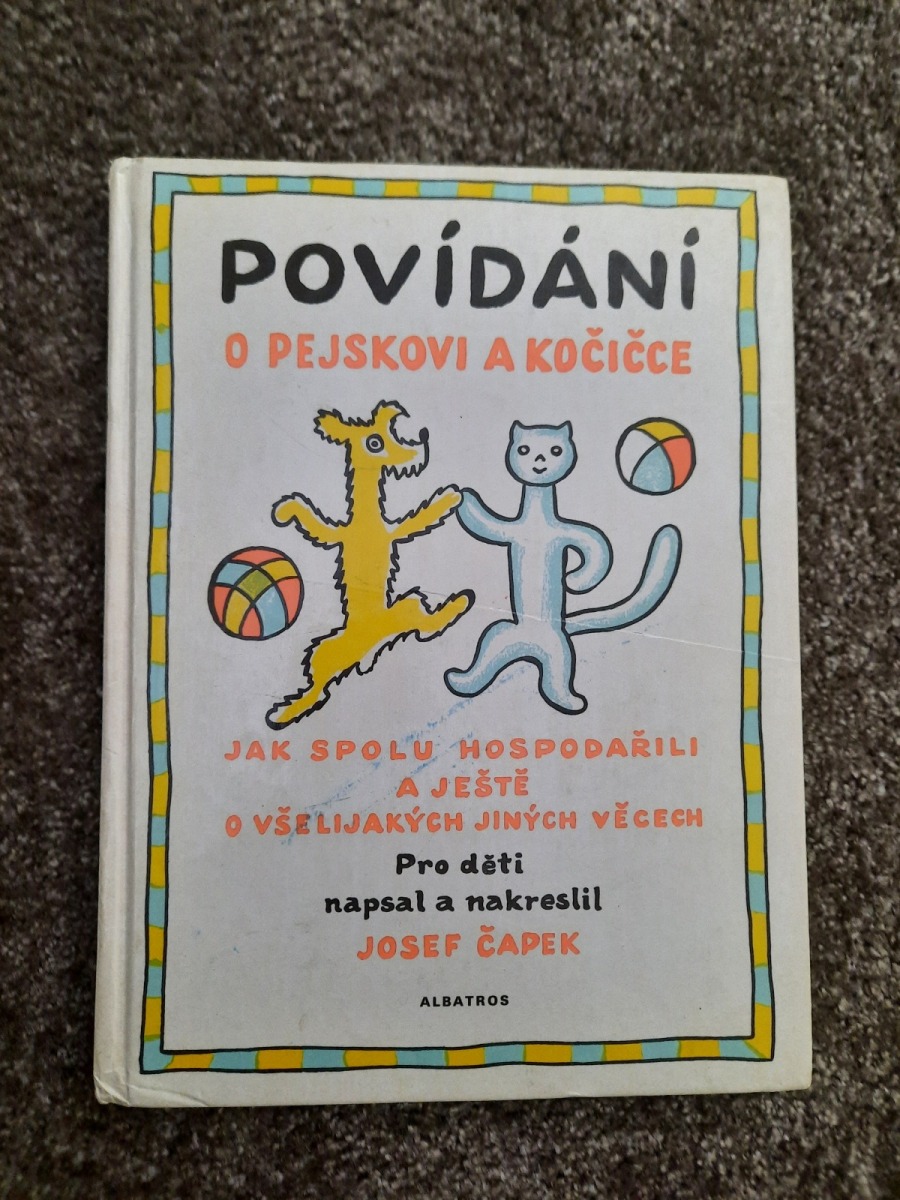 POVÍDÁNÍ
O PEJSKOVI A KOČIČCE
JAK SPOLU HOSPODAŘILI
A JEŠTĚ
O VŠELIJAKÝCH JINÝCH VĚCECH
Pro děti
napsal a nakreslil
JOSEF ČAPEK
ALBATROS